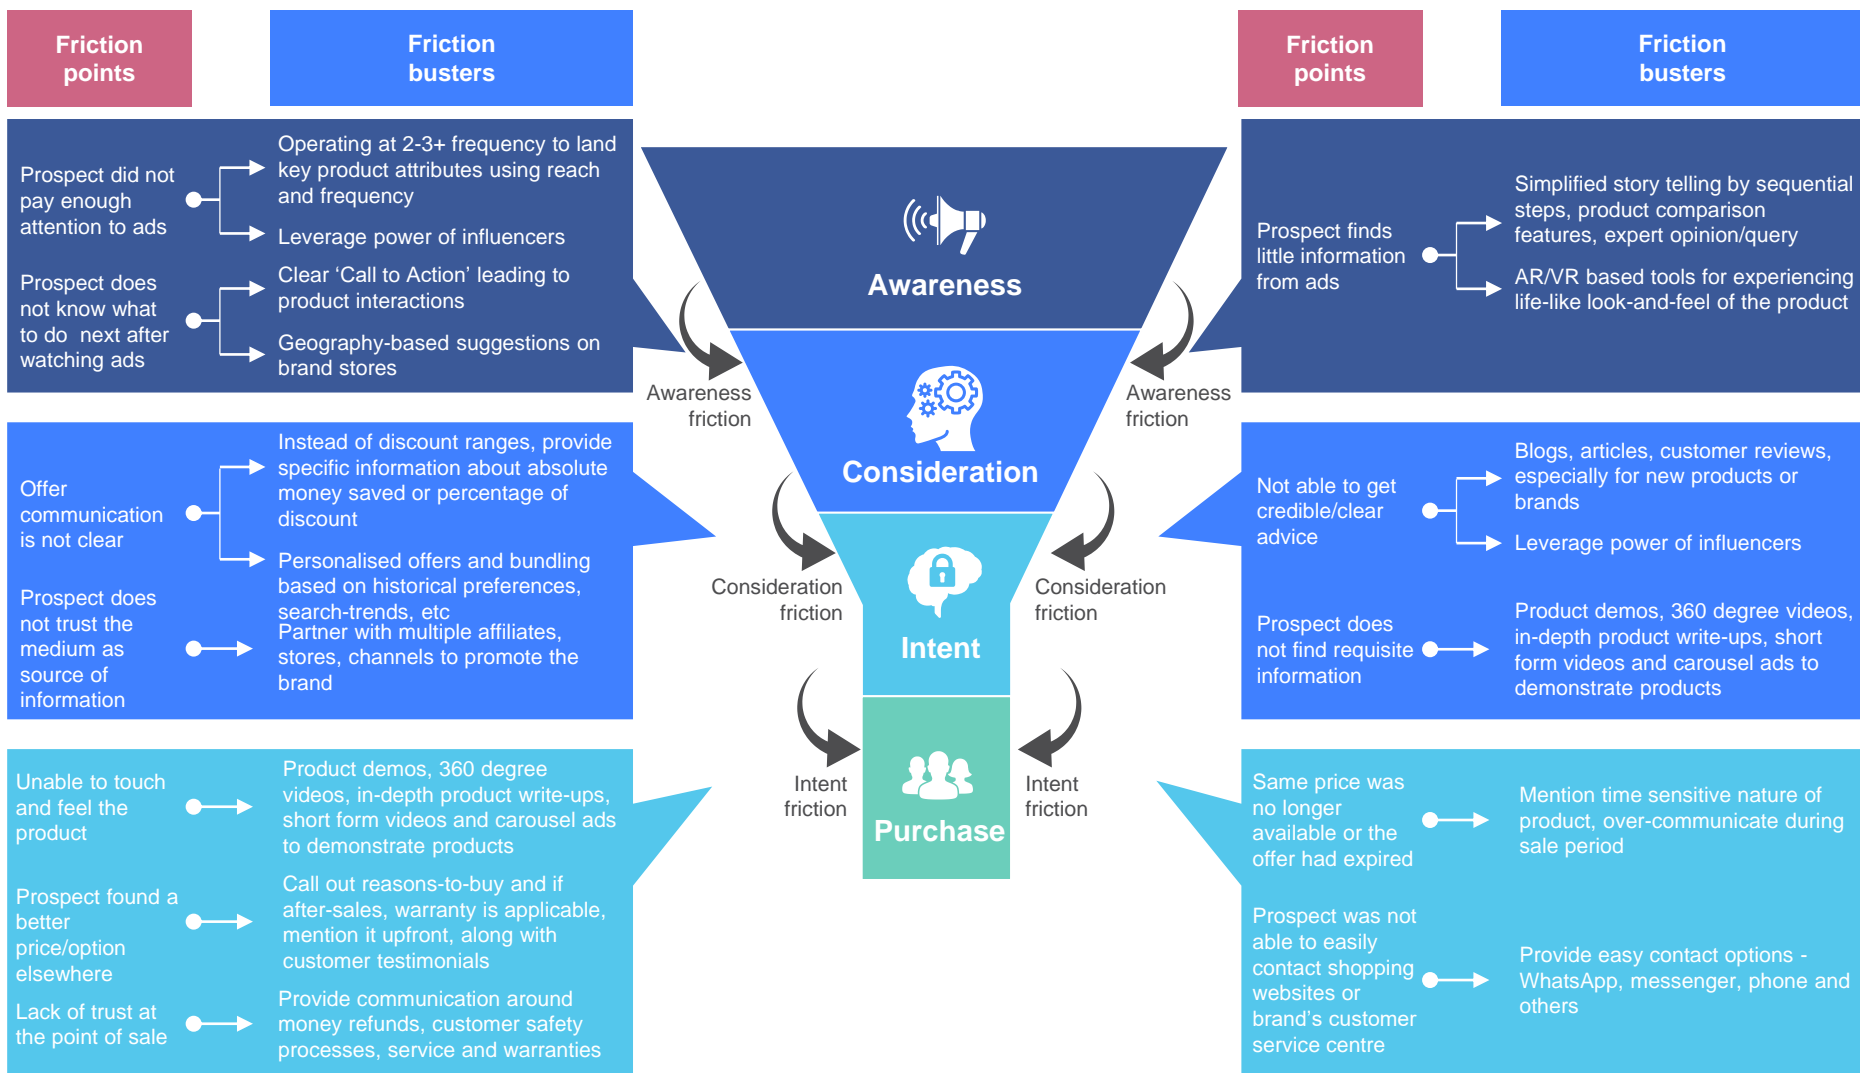 Friction
points
Friction
busters
Prospect did not
pay enough
attention to ads
Operating at 2-3+ frequency to land
key product attributes using reach
and frequency
Leverage power of influencers
Prospect does
not know what
to do  next after
watching ads
Clear ‘Call to Action’ leading to
product interactions
Geography-based suggestions on
brand stores
Offer
communication
is not clear
Instead of discount ranges, provide
specific information about absolute
money saved or percentage of
discount
Personalised offers and bundling
based on historical preferences,
search-trends, etc
Prospect does
not trust the
medium as
source of
information
Partner with multiple affiliates,
stores, channels to promote the
brand
Unable to touch
and feel the
product
Product demos, 360 degree
videos, in-depth product write-ups,
short form videos and carousel ads
to demonstrate products
Prospect found a
better
price/option
elsewhere
Call out reasons-to-buy and if
after-sales, warranty is applicable,
mention it upfront, along with
customer testimonials
Lack of trust at
the point of sale
Provide communication around
money refunds, customer safety
processes, service and warranties
Awareness
Consideration
Intent
Purchase
Awareness
friction
Awareness
friction
Consideration
friction
Consideration
friction
Intent
friction
Intent
friction
Friction
points
Friction
busters
Prospect finds
little information
from ads
Simplified story telling by sequential
steps, product comparison
features, expert opinion/query
AR/VR based tools for experiencing
life-like look-and-feel of the product
Not able to get
credible/clear
advice
Blogs, articles, customer reviews,
especially for new products or
brands
Leverage power of influencers
Prospect does
not find requisite
information
Product demos, 360 degree videos,
in-depth product write-ups, short
form videos and carousel ads to
demonstrate products
Same price was
no longer
available or the
offer had expired
Mention time sensitive nature of
product, over-communicate during
sale period
Prospect was not
able to easily
contact shopping
websites or
brand’s customer
service centre
Provide easy contact options -
WhatsApp, messenger, phone and
others